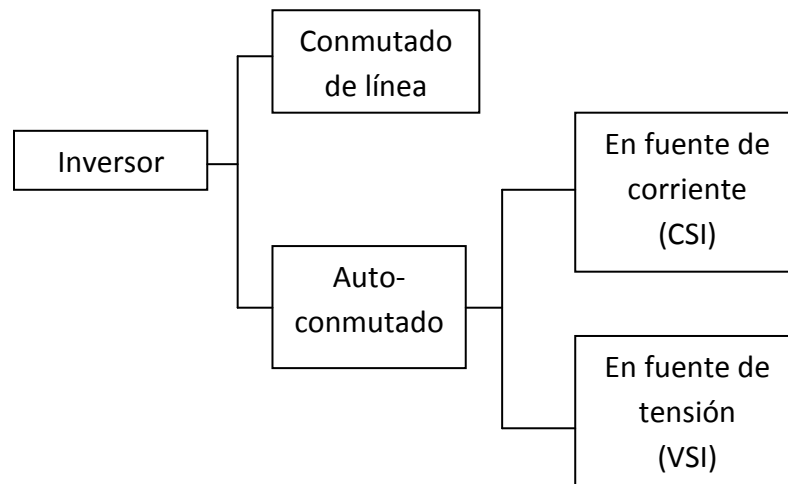 Conmutado
de línea
Inversor
En fuente de
corriente
(CSI)
Auto-
conmutado
En fuente de
tensión
(VSI)